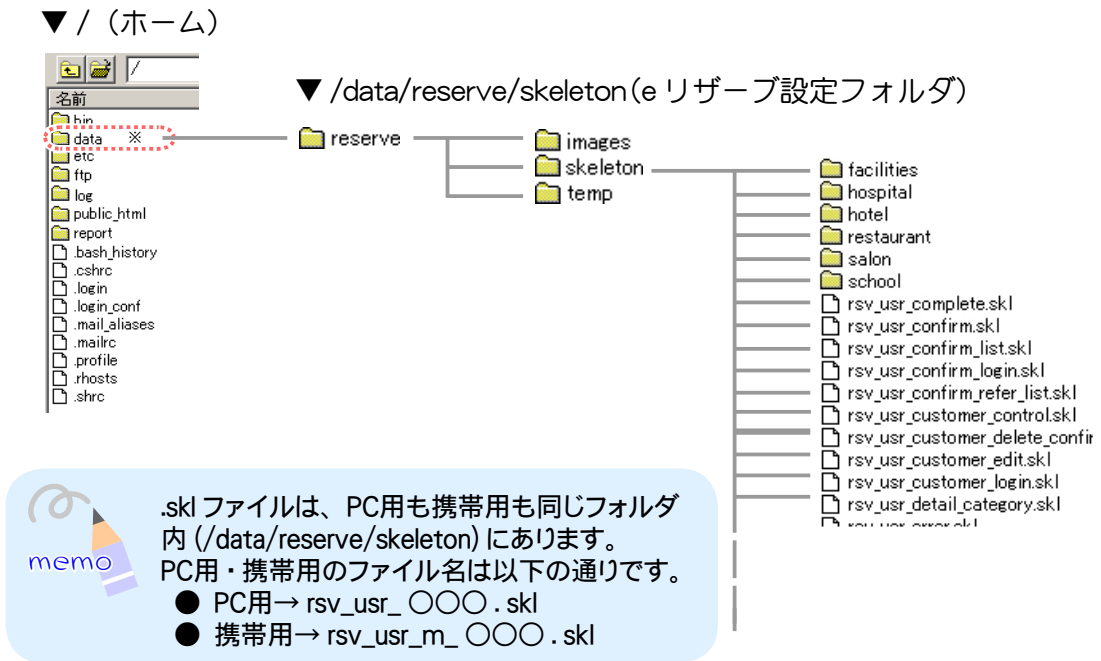 ▼ /（ホーム）
/
名前
bin
data ※
etc
ftp
log
public_html
report
.bash_history
.cshrc
.login
.login_conf
.mail_aliases
.mailrc
.profile
.rhosts
.shrc
▼ /data/reserve/skeleton(e リザーブ設定フォルダ)
reserve
images
skeleton
temp
facilities
hospital
hotel
restaurant
salon
school
rsv_usr_complete.skl
rsv_usr_confirm.skl
rsv_usr_confirm_list.skl
rsv_usr_confirm_login.skl
rsv_usr_confirm_refer_list.skl
rsv_usr_customer_control.skl
rsv_usr_customer_delete_confir
rsv_usr_customer_edit.skl
rsv_usr_customer_login.skl
rsv_usr_detail_category.skl
rsv_usr_error.skl
memo
.skl ファイルは、PC用も携帯用も同じフォルダ
内 (/data/reserve/skeleton) にあります。
PC用・携帯用のファイル名は以下の通りです。
● PC用→ rsv_usr_ ○○○ . skl
● 携帯用→ rsv_usr_m_ ○○○ . skl